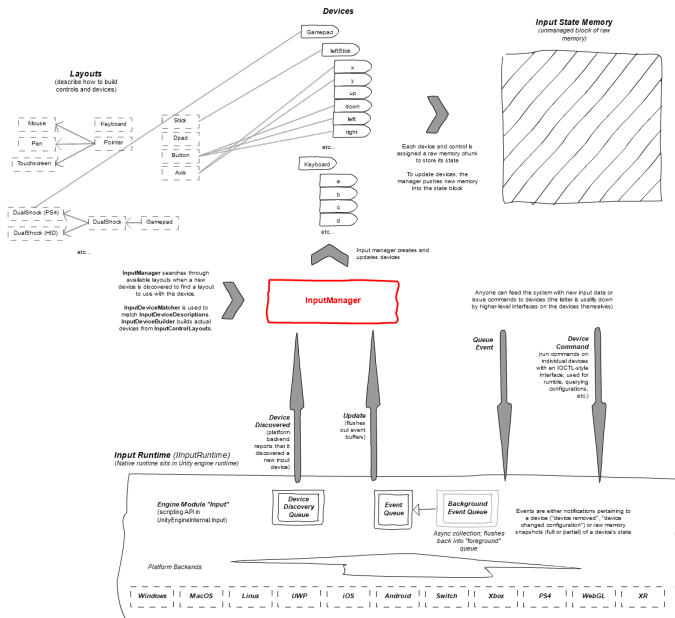 Devices
Input State Memory
(unmanaged block of raw
memory)
Gamepad
leftStick
x
y
up
down
left
right
etc...
Layouts
(describe how to build
controls and devices)
Mouse
Keyboard
Pen
Pointer
Touchscreen
Stick
Dpad
Button
Axis
DualShock (PS4)
DualShock
Gamepad
DualShock (HID)
etc...
Keyboard
a
b
c
d
etc...
Each device and control is
assigned a raw memory chunk
to store its state
To update devices, the
manager pushes new memory
into the state block
Input manager creates and
updates devices
InputManager searches through
available layouts when a new
device is discovered to find a layout
to use with the device.
InputDeviceMatcher is used to
match InputDeviceDescriptions.
InputDeviceBuilder builds actual
devices from InputControlLayouts.
InputManager
Anyone can feed the system with new input data or
issue commands to devices (the latter is usallly down
by higher-level interfaces on the devices themselves)
Queue
Event
Device
Command
(run commands on
individual devices
with an IOCTL-style
interface; used for
rumble, querying
configurations,
etc.)
Device
Discovered
(platform
backend
reports that it
discovered a
new input
device)
Update
(flushes
out event
buffers)
Input Runtime (IInputRuntime)
(Native runtime sits in Unity engine runtime)
Engine Module "Input"
(scripting API in
UnityEngineInternal.Input)
Device
Discovery
Queue
Event
Queue
Background
Event Queue
Async collection; flushes
back into "foreground"
queue
Events are either notifications pertaining to
a device ("device removed", "device
changed configuration") or raw memory
snapshots (full or partial) of a device's state
Platform Backends
Windows
MacOS
Linux
UWP
iOS
Android
Switch
Xbox
PS4
WebGL
XR